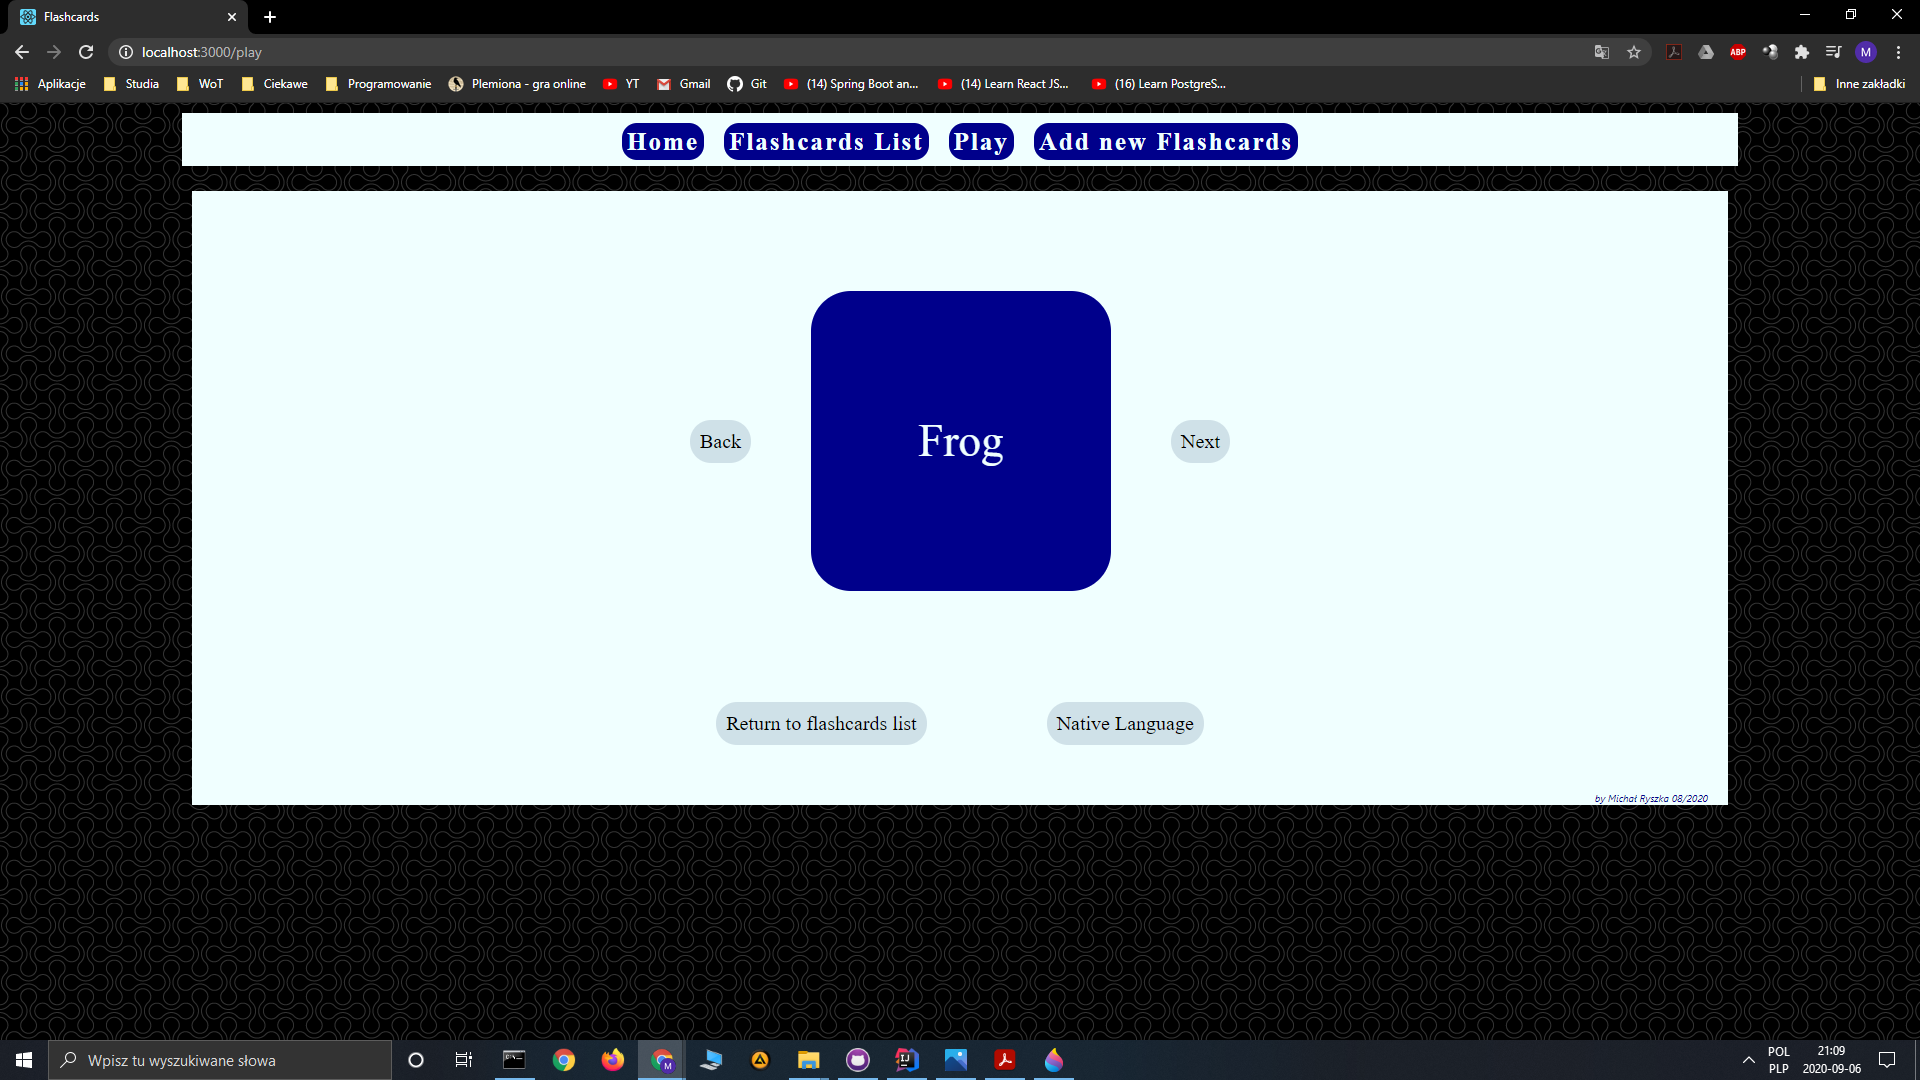 Flashcards
localhost:3000/play
Aplikacje Studia WoT Ciekawe Programowanie Plemiona - gra online YT Gmail Git (14) Spring Boot an... (14) Learn React JS... (16) Learn PostgreS... Inne zakładki
ABP
M
Home Flashcards List Play Add new Flashcards
Frog
Back
Next
Return to flashcards list Native Language
by Michał Ryszka 08/2020
Wpisz tu wyszukiwane słowa
M
IJ
POL 21:09
PLP 2020-09-06